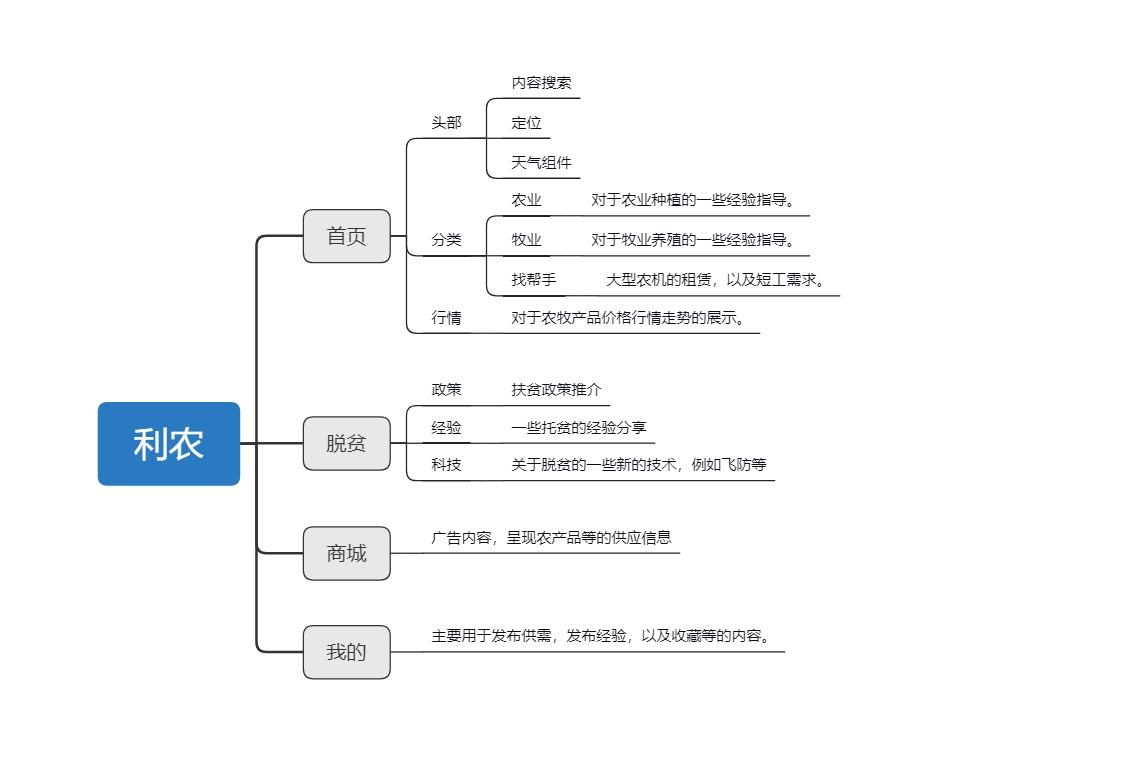 利农
首页
头部
内容搜索
定位
天气组件
分类
农业
对于农业种植的一些经验指导。
牧业
对于牧业养殖的一些经验指导。
找帮手
大型农机的租赁，以及短工需求。
行情
对于农牧产品价格行情走势的展示。
脱贫
政策
扶贫政策推介
经验
一些托贫的经验分享
科技
关于脱贫的一些新的技术，例如飞防等
商城
广告内容，呈现农产品等的供应信息
我的
主要用于发布供需，发布经验，以及收藏等的内容。